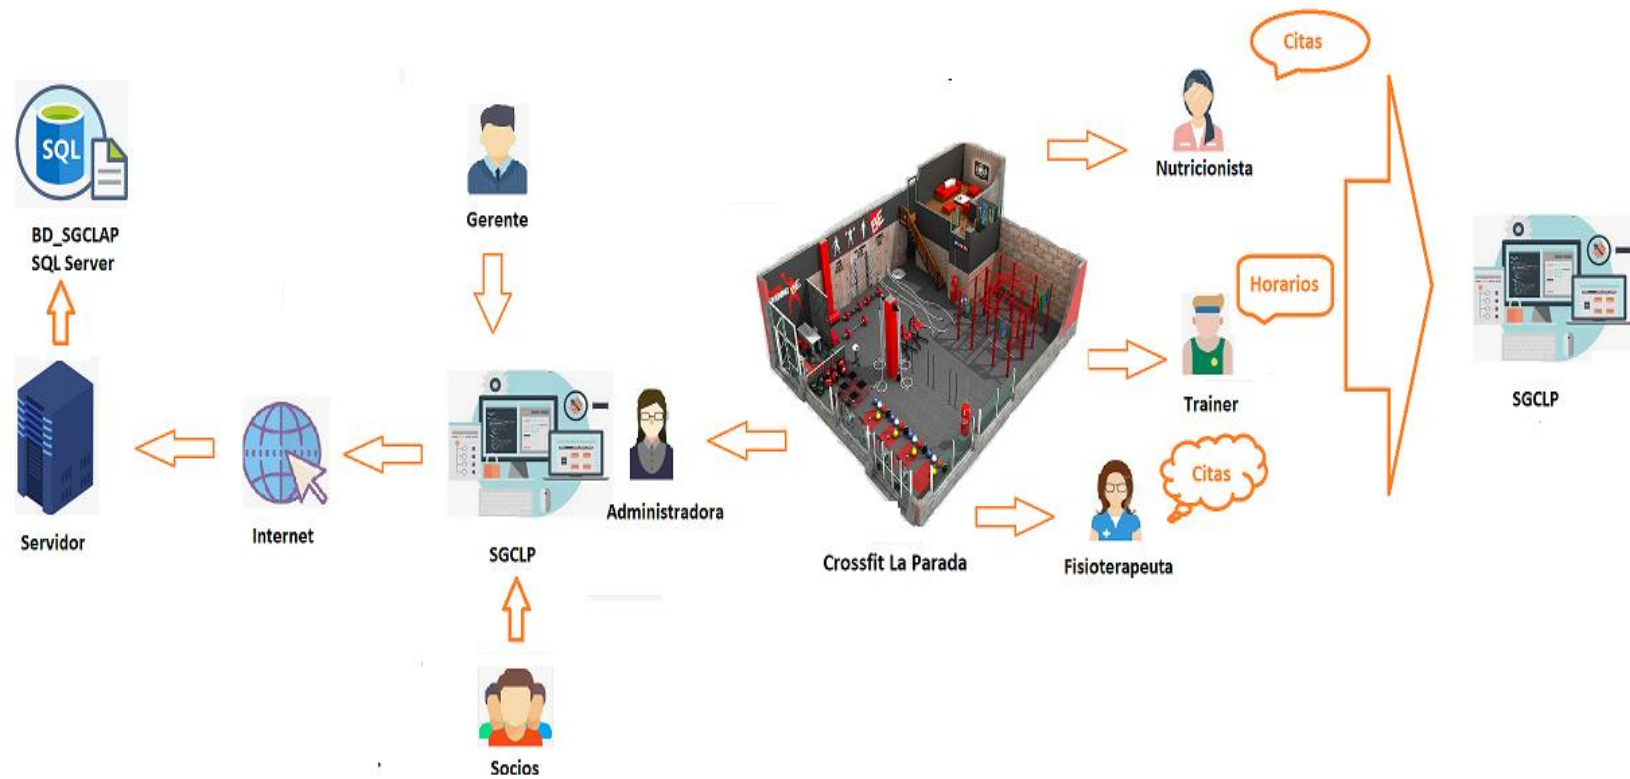 Citas
SQL
Nutricionista
Gerente
BD_SGCLAP
SQL Server
BE
Horarios
Trainer
SGCLP
Citas
Administradora
Servidor
Internet
SGCLP
Crossfit La Parada
Fisioterapeuta
Socios